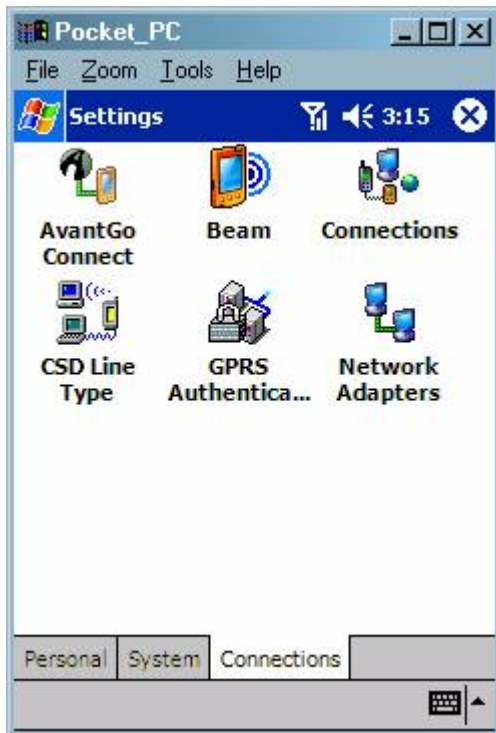 Pocket_PC
File Zoom Tools Help
Settings 3:15
AvantGo Connect
Beam
Connections
CSD Line Type
GPRS Authentica...
Network Adapters
Personal System Connections